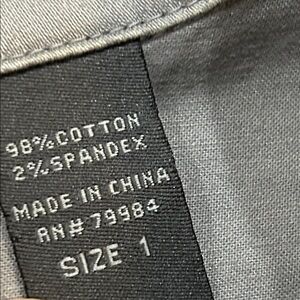 98% COTTON
2% SPANDEX
MADE IN CHINA
RN# 79984
SIZE 1